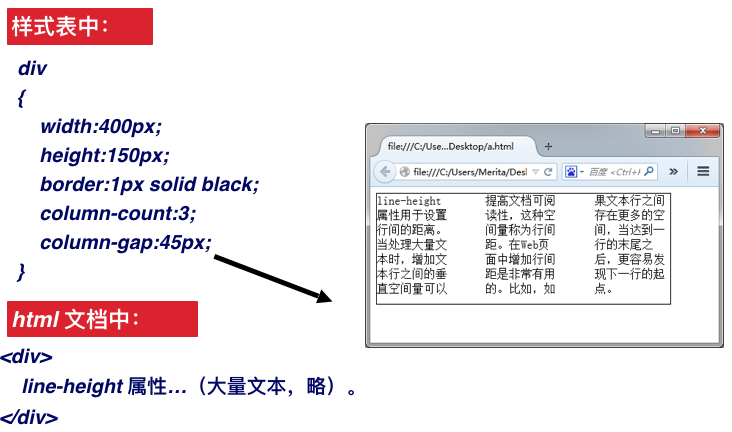 样式表中：
div
{
width:400px;
height:150px;
border:1px solid black;
column-count:3;
column-gap:45px;
}
html 文档中：
<div>
line-height 属性...（大量文本，略）。
</div>
file:///C:/Use...Desktop/a.html
file:///C:/Users/Merita/Desl
百度 <Ctrl+K
line-height
属性用于设置
行间的距离。
当处理大量文
本时，增加文
本行之间的垂
直空间量可以
提高文档可阅
读性，这种空
间量称为行间
距。在Web页
面中增加行间
距是非常有用
的。比如，如
果文本行之间
存在更多的空
间，当达到一
行的末尾之
后，更容易发
现下一行的起
点。